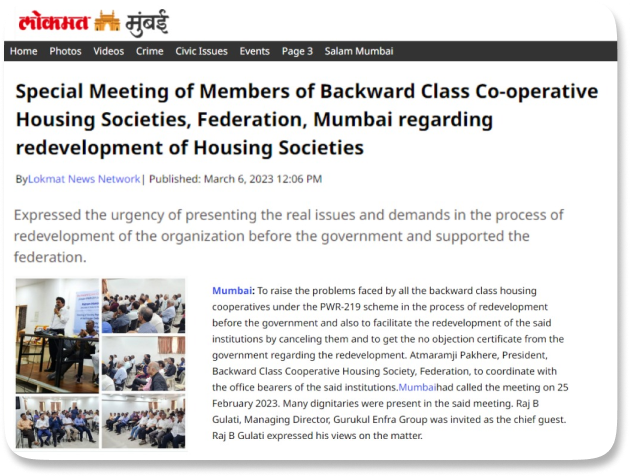 लोकमत मुंबई
Home Photos Videos Crime Civic Issues Events Page 3 Salam Mumbai
Special Meeting of Members of Backward Class Co-operative
Housing Societies, Federation, Mumbai regarding
redevelopment of Housing Societies
ByLokmat News Network| Published: March 6, 2023 12:06 PM
Expressed the urgency of presenting the real issues and demands in the process of
redevelopment of the organization before the government and supported the
federation.
Mumbai: To raise the problems faced by all the backward class housing
cooperatives under the PWR-219 scheme in the process of redevelopment
before the government and also to facilitate the redevelopment of the said
institutions by canceling them and to get the no objection certificate from the
government regarding the redevelopment. Atmaramji Pakhere, President,
Backward Class Cooperative Housing Society, Federation, to coordinate with
the office bearers of the said institutions.Mumbaihad called the meeting on 25
February 2023. Many dignitaries were present in the said meeting. Raj B
Gulati, Managing Director, Gurukul Enfra Group was invited as the chief guest.
Raj B Gulati expressed his views on the matter.